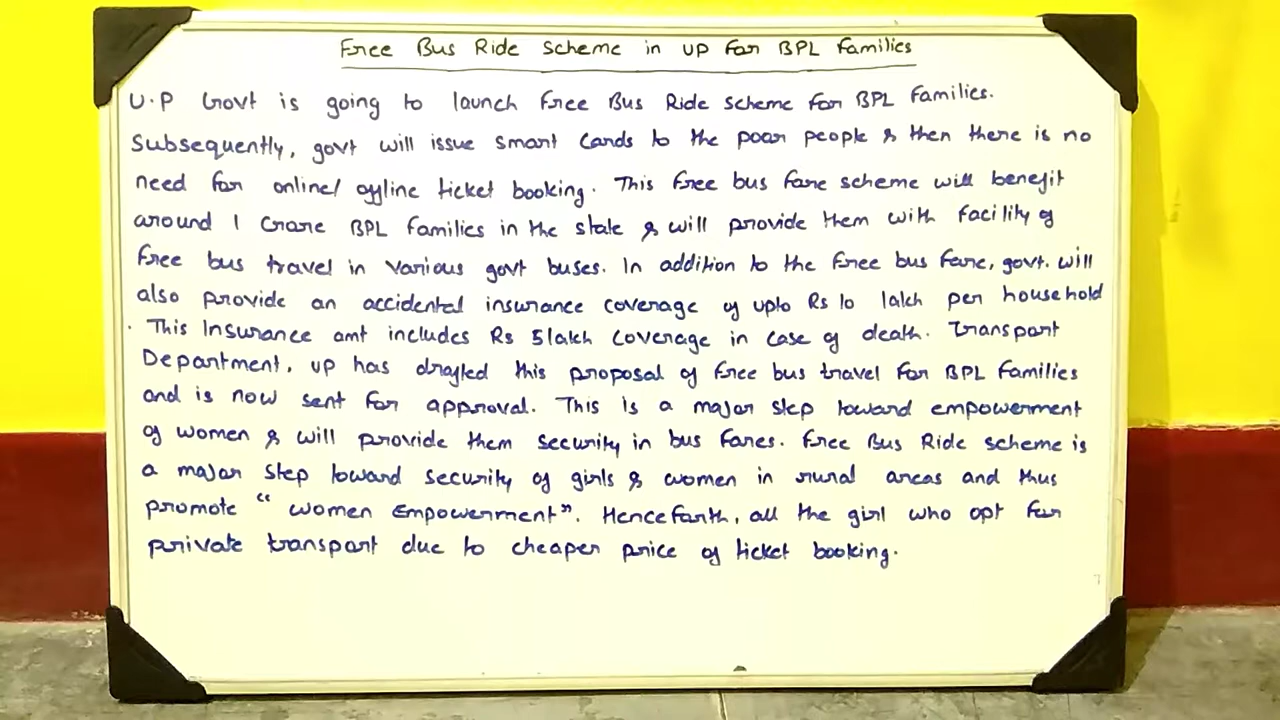 Free Bus Ride Scheme in UP For BPL Families
U.P Govt is going to launch Free Bus Ride Scheme For BPL Families.
Subsequently, govt will issue smart Cards to the poor people & then there is no
need for online/offline ticket booking. This free bus fare scheme will benefit
around 1 Crore BPL Families in the state & will provide them with facility of
free bus travel in various govt buses. In addition to the free bus fare, govt. will
also provide an accidental insurance coverage of upto Rs 10 lakh per household
. This Insurance amt includes Rs 5lakh Coverage in case of death. Transport
Department, UP has drafted this proposal of free bus travel For BPL Families
and is now sent for approval. This is a major step toward empowerment
of women & will provide them security in bus fares. Free Bus Ride scheme is
a major step toward security of girls & women in rural areas and thus
promote "Women Empowerment". Henceforth, all the girl who opt for
private transport due to cheaper price of ticket booking.